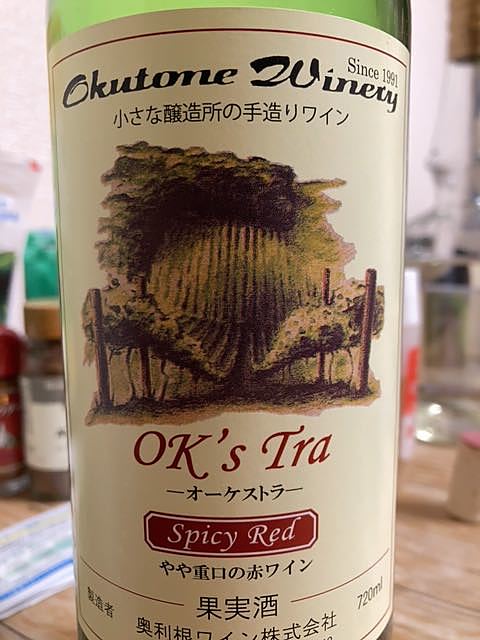 Okutone Winery
Since 1991
小さな醸造所の手造りワイン
OK's Tra
―オーケストラ―
Spicy Red
やや重口の赤ワイン
製造者
果実酒
720ml
奥利根ワイン株式会社